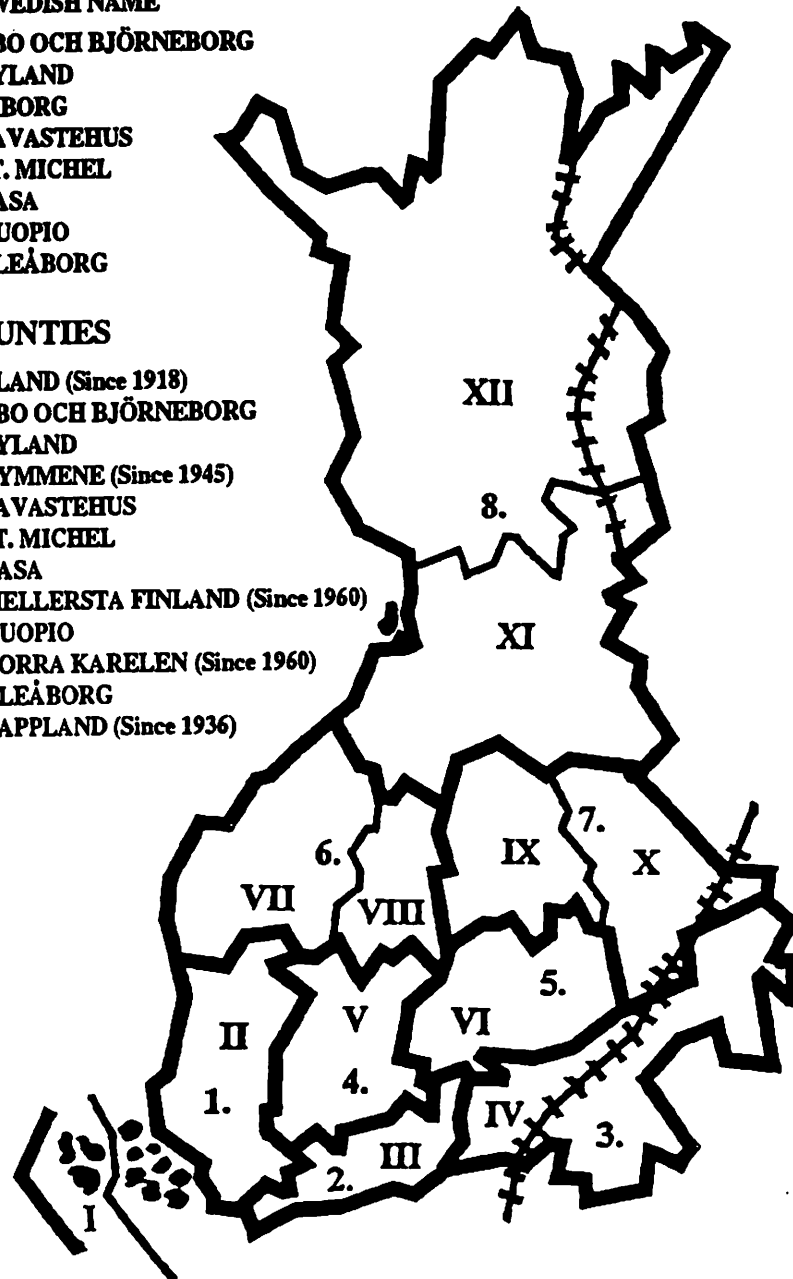 WEDISH NAME
BO OCH BJÖRNEBORG
YLAND
BORG
AVASTEHUS
T. MICHEL
ASA
UOPIO
LEÅBORG
UNTIES
LAND (Since 1918)
BO OCH BJÖRNEBORG
YLAND
YMMENE (Since 1945)
AVASTEHUS
T. MICHEL
ASA
ELLERSTA FINLAND (Since 1960)
UOPIO
ORRA KARELEN (Since 1960)
LEÅBORG
APPLAND (Since 1936)
XII
8.
XI
7.
6.
IX
X
VII
VIII
5.
V
VI
II
4.
1.
IV
3.
III
2.
I